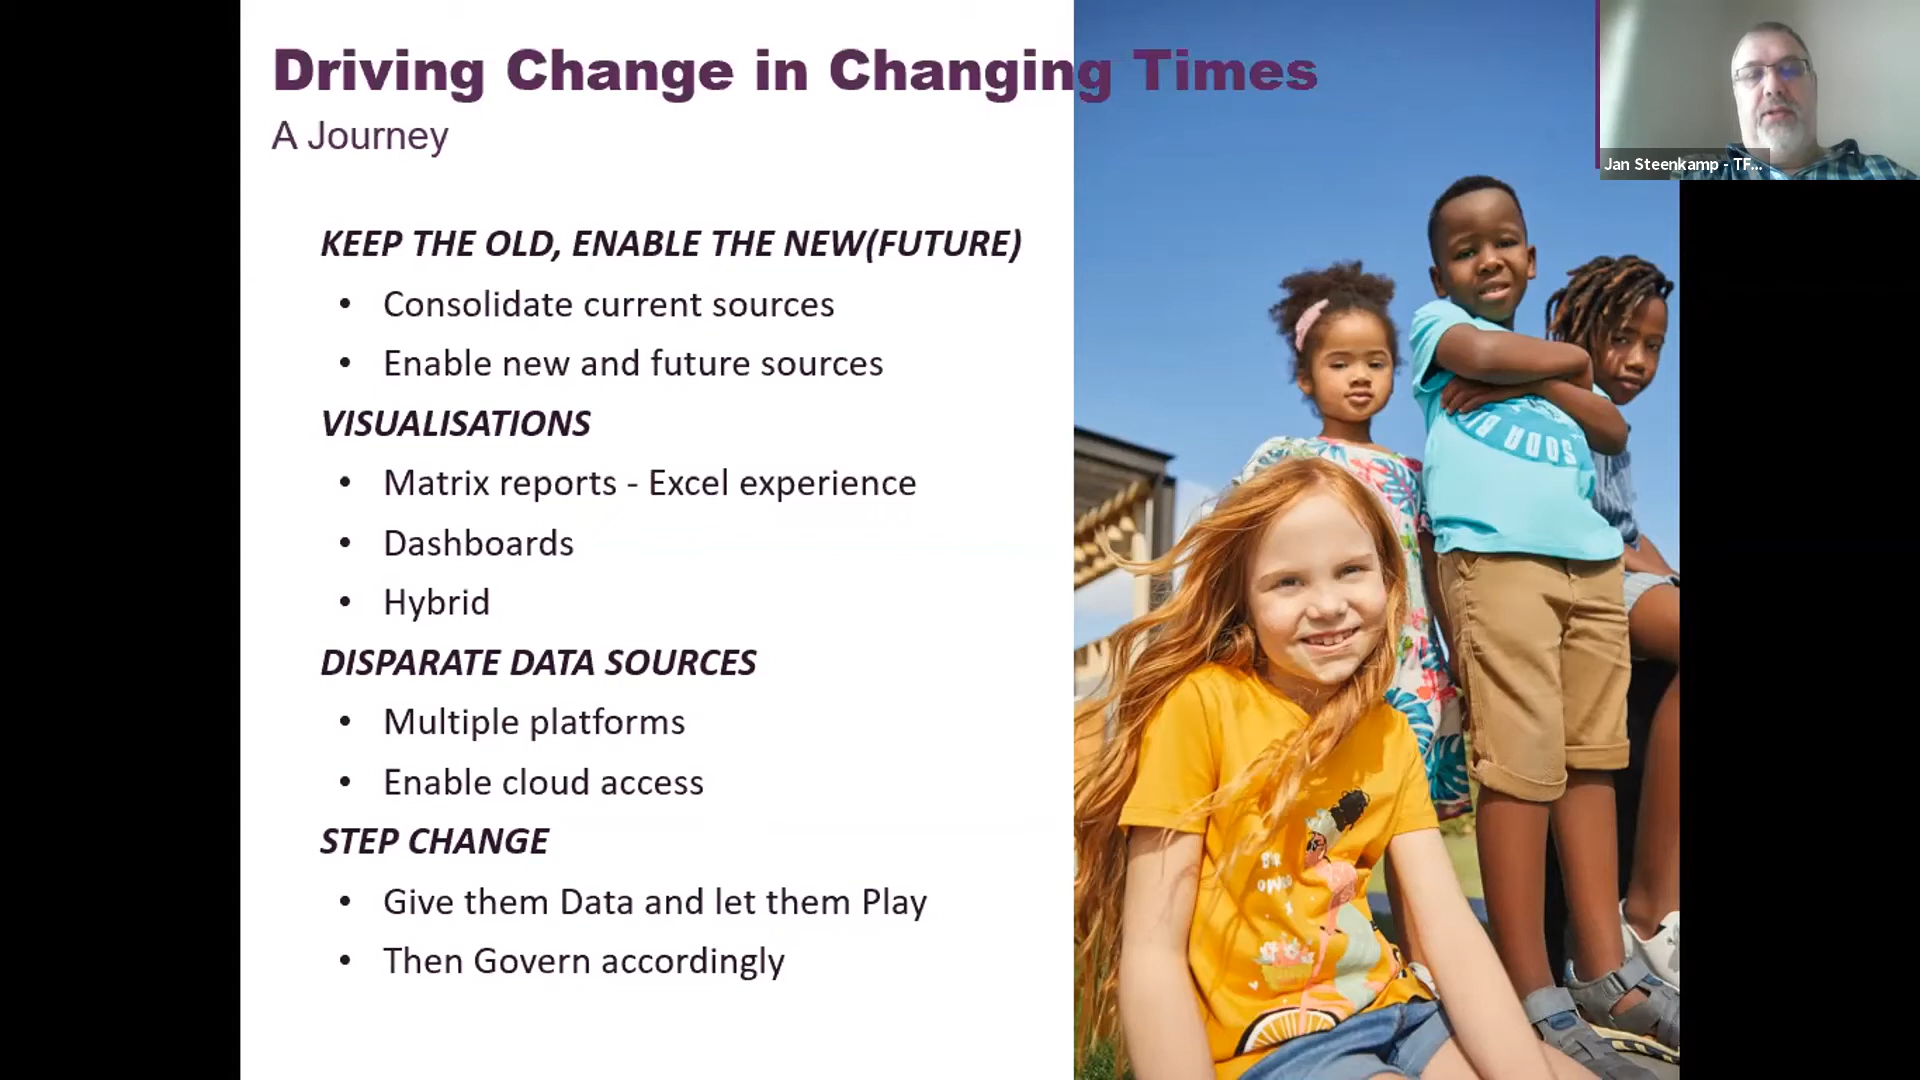 Driving Change in Changing Times
A Journey
Jan Steenkamp - TF...
KEEP THE OLD, ENABLE THE NEW(FUTURE)
• Consolidate current sources
• Enable new and future sources
VISUALISATIONS
• Matrix reports - Excel experience
• Dashboards
• Hybrid
DISPARATE DATA SOURCES
• Multiple platforms
• Enable cloud access
STEP CHANGE
• Give them Data and let them Play
• Then Govern accordingly